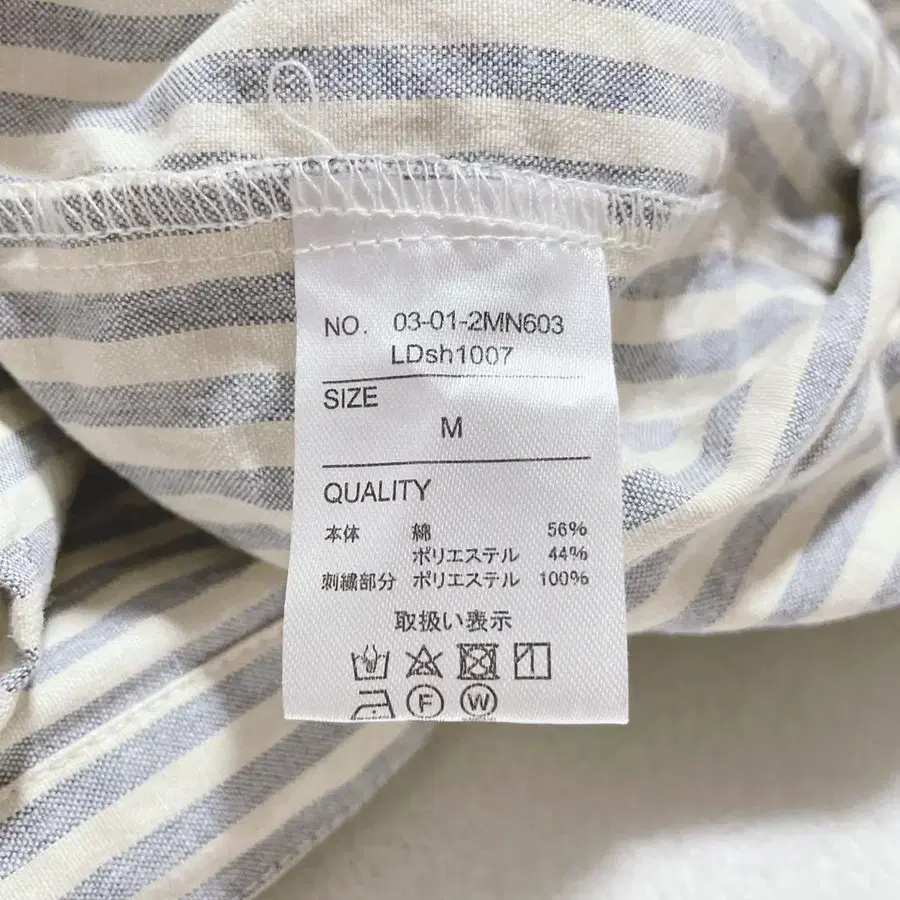 NO. 03-01-2MN603
LDsh1007
SIZE
M
QUALITY
本体 綿 56%
ポリエステル 44%
刺繍部分 ポリエステル 100%
取扱い表示
F W